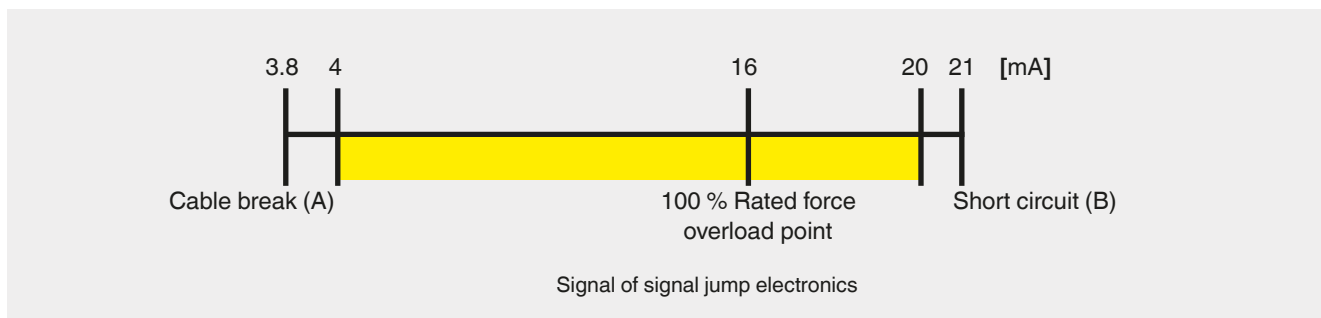 3.8 4 16 20 21 [mA]
Cable break (A) 100 % Rated force Short circuit (B)
overload point
Signal of signal jump electronics